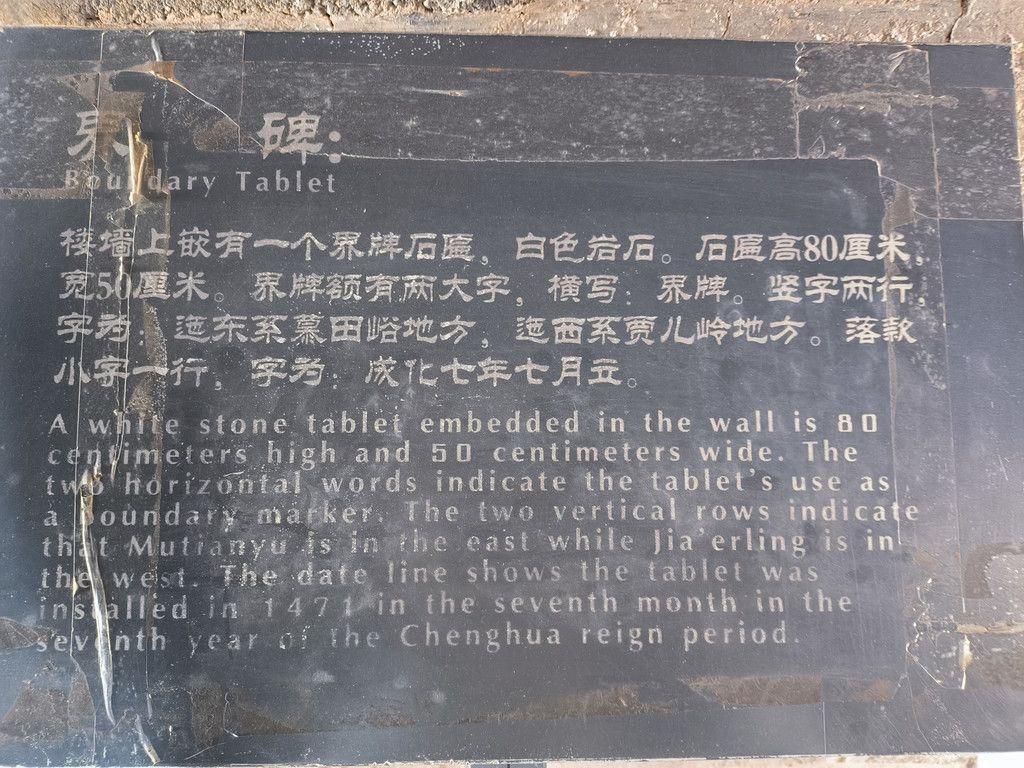 界 碑:
Boundary Tablet
楼墙上嵌有一个界牌石匾，白色岩石。石匾高80厘米，
宽50厘米。界牌额有两大字，横写：界牌。竖字两行，
字为：迤东系慕田峪地方，迤西系贾儿岭地方。落款
小字一行，字为：成化七年七月立。
A white stone tablet embedded in the wall is 80
centimeters high and 50 centimeters wide. The
two horizontal words indicate the tablet's use as
a boundary marker. The two vertical rows indicate
that Mutianyu is in the east while Jia'erling is in
the west. The date line shows the tablet was
installed in 1471 in the seventh month in the
seventh year of the Chenghua reign period.